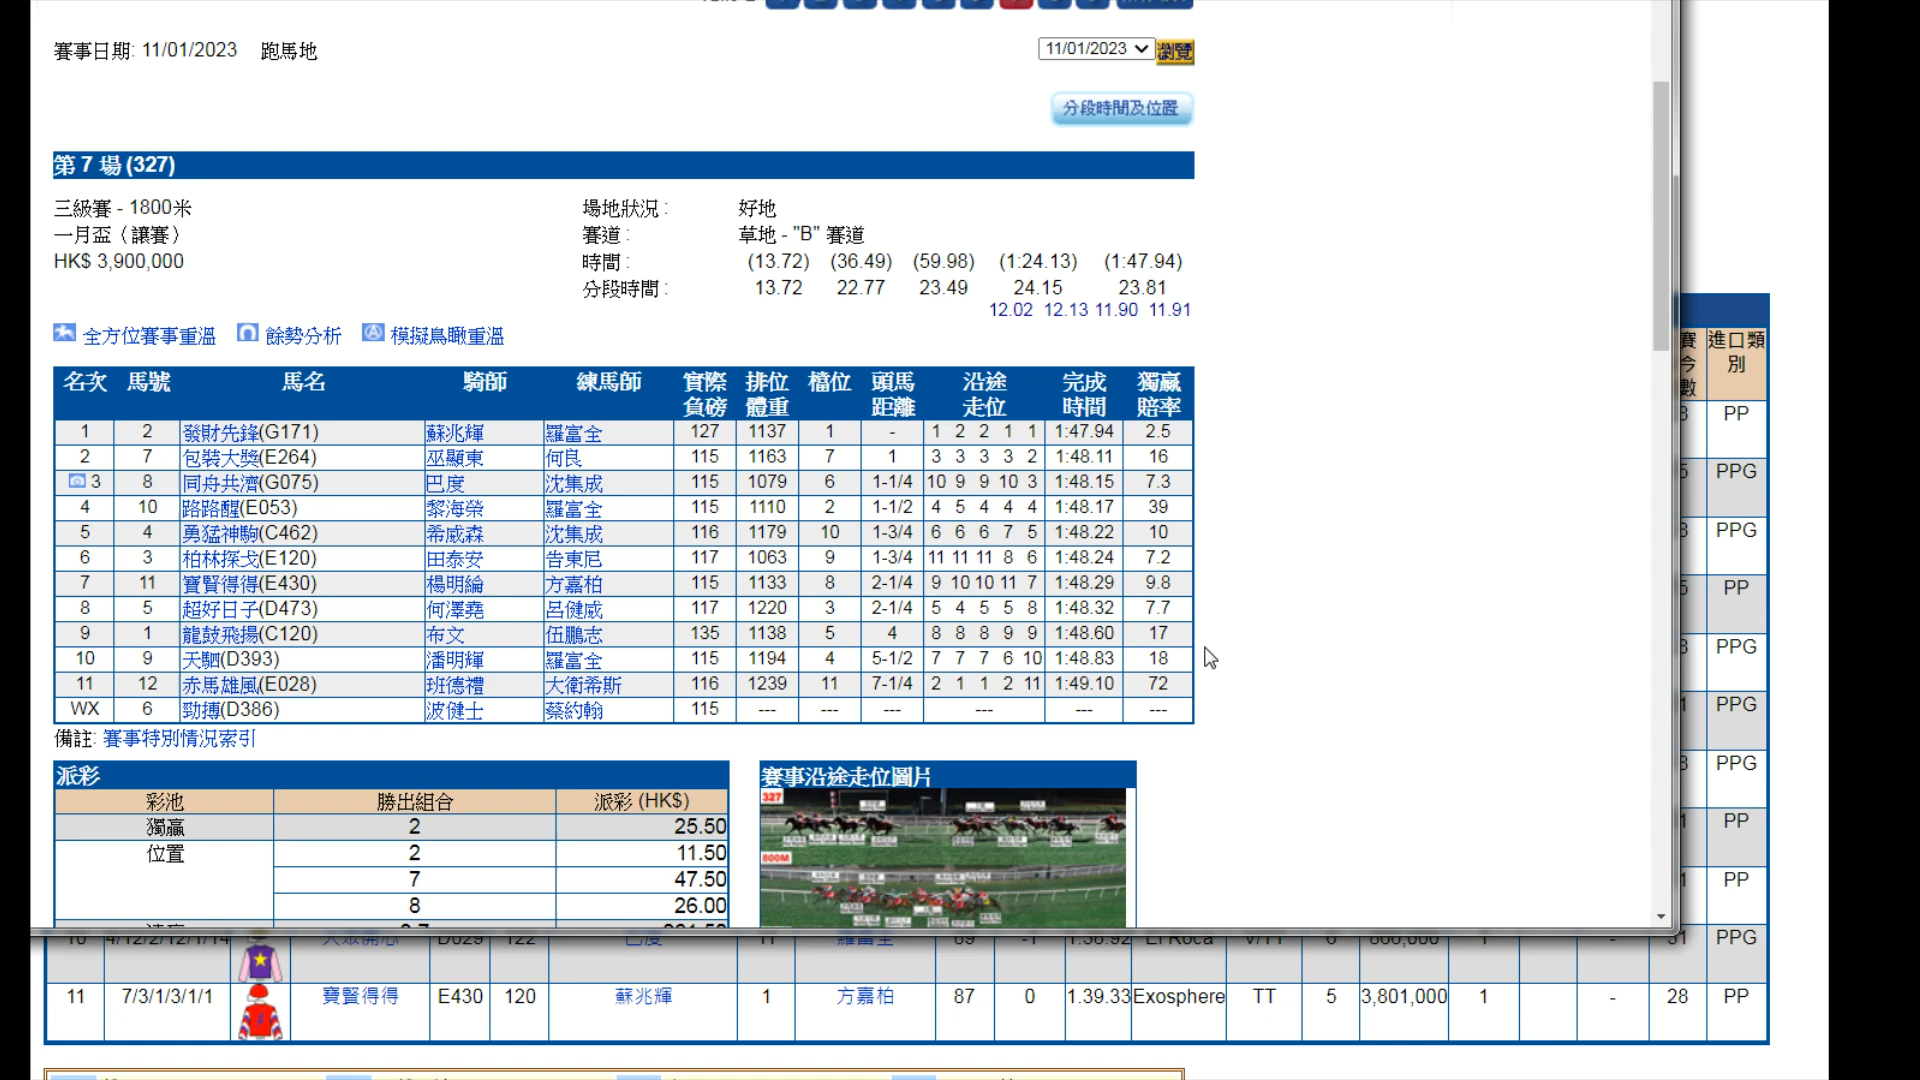 賽事日期: 11/01/2023 跑馬地
11/01/2023 瀏覽
分段時間及位置
第 7 場 (327)
三級賽 - 1800米 場地狀況 : 好地
一月盃（讓賽） 賽道 : 草地 - "B" 賽道
HK$ 3,900,000 時間 : (13.72) (36.49) (59.98) (1:24.13) (1:47.94)
分段時間 : 13.72 22.77 23.49 24.15 23.81
12.02 12.13 11.90 11.91
全方位賽事重溫 餘勢分析 模擬鳥瞰重溫
名次 馬號 馬名 騎師 練馬師 實際負磅 排位體重 檔位 頭馬距離 沿途走位 完成時間 獨贏賠率
1 2 發財先鋒(G171) 蘇兆輝 羅富全 127 1137 1 - 1 2 2 1 1 1:47.94 2.5
2 7 包裝大獎(E264) 巫顯東 何良 115 1163 7 1 3 3 3 3 2 1:48.11 16
3 8 同舟共濟(G075) 巴度 沈集成 115 1079 6 1-1/4 10 9 9 10 3 1:48.15 7.3
4 10 路路醒(E053) 黎海榮 羅富全 115 1110 2 1-1/2 4 5 4 4 4 1:48.17 39
5 4 勇猛神駒(C462) 希威森 沈集成 116 1179 10 1-3/4 6 6 6 7 5 1:48.22 10
6 3 柏林探戈(E120) 田泰安 告東尼 117 1063 9 1-3/4 11 11 11 8 6 1:48.24 7.2
7 11 寶賢得得(E430) 楊明綸 方嘉柏 115 1133 8 2-1/4 9 10 10 11 7 1:48.29 9.8
8 5 超好日子(D473) 何澤堯 呂健威 117 1220 3 2-1/4 5 4 5 5 8 1:48.32 7.7
9 1 龍鼓飛揚(C120) 布文 伍鵬志 135 1138 5 4 8 8 8 9 9 1:48.60 17
10 9 天駟(D393) 潘明輝 羅富全 115 1194 4 5-1/2 7 7 7 6 10 1:48.83 18
11 12 赤馬雄風(E028) 班德禮 大衛希斯 116 1239 11 7-1/4 2 1 1 2 11 1:49.10 72
WX 6 勁搏(D386) 波健士 蔡約翰 115 --- --- --- --- --- ---
備註: 賽事特別情況索引
派彩 賽事沿途走位圖片
彩池 勝出組合 派彩 (HK$)
獨贏 2 25.50
位置 2 11.50
7 47.50
8 26.00
327
800M
進口類別
PP
PPG
PPG
PP
PPG
PPG
PPG
PP
PP
PPG
11 7/3/1/3/1/1 寶賢得得 E430 120 蘇兆輝 1 方嘉柏 87 0 1.39.33 Exosphere TT 5 3,801,000 1 - 28 PP